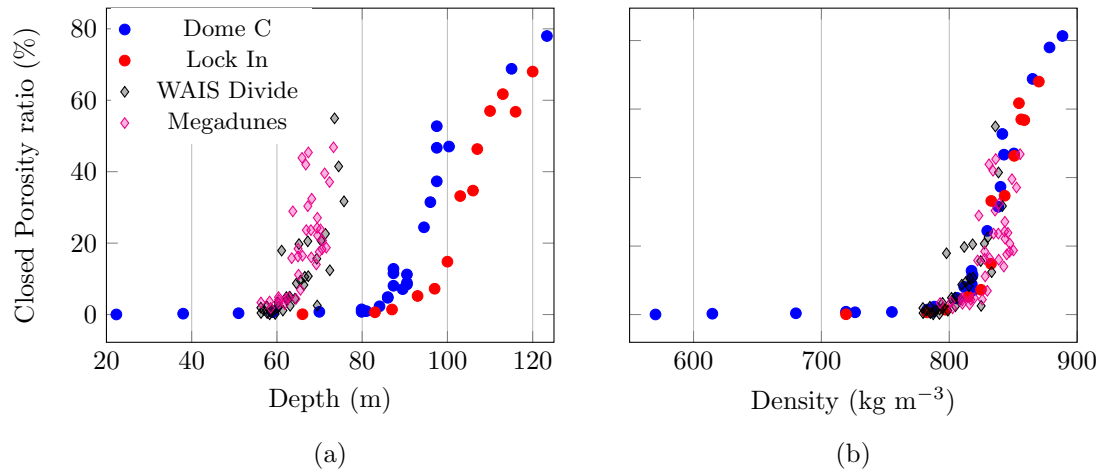 Closed Porosity ratio (%)
80
60
40
20
0
Dome C
Lock In
WAIS Divide
Megadunes
20 40 60 80 100 120
Depth (m)
(a)
600 700 800 900
Density (kg m⁻³)
(b)